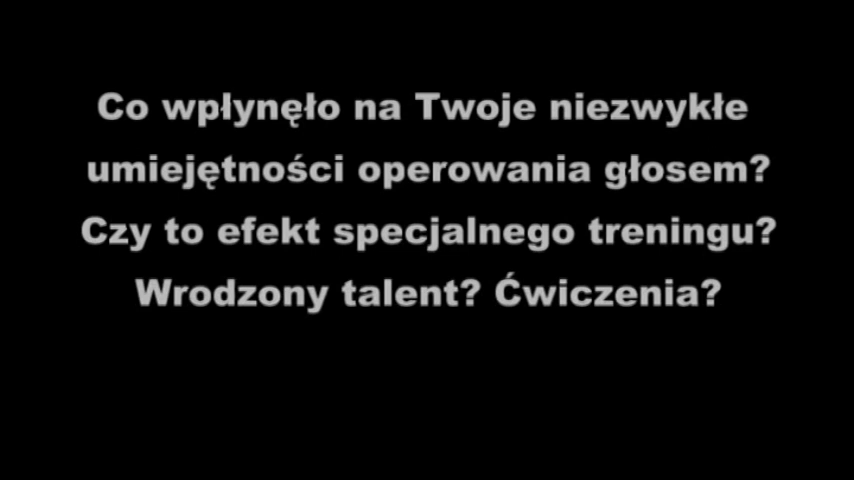 Co wpłynęło na Twoje niezwykłe
umiejętności operowania głosem?
Czy to efekt specjalnego treningu?
Wrodzony talent? Ćwiczenia?